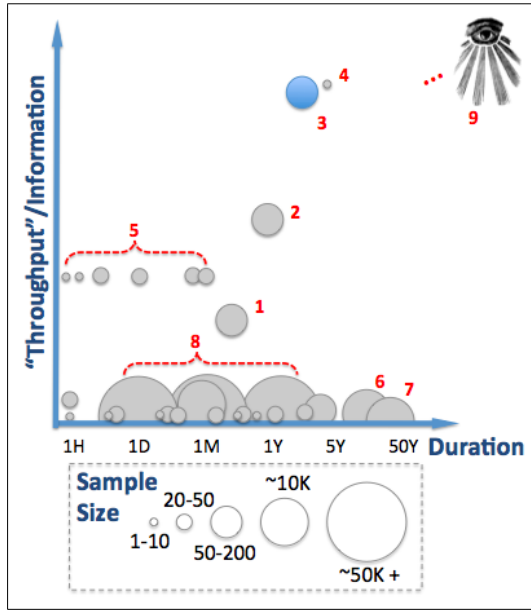 "Throughput"/Information
4
3
9
2
5
1
8
6
7
1H 1D 1M 1Y 5Y 50Y Duration
Sample
Size
1-10
20-50
50-200
~10K
~50K +